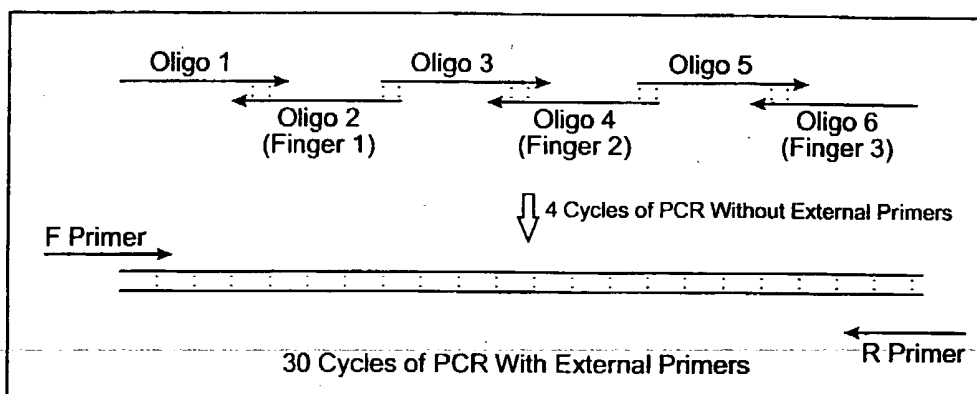 Oligo 1
Oligo 3
Oligo 5
Oligo 2
(Finger 1)
Oligo 4
(Finger 2)
Oligo 6
(Finger 3)
4 Cycles of PCR Without External Primers
F Primer
R Primer
30 Cycles of PCR With External Primers